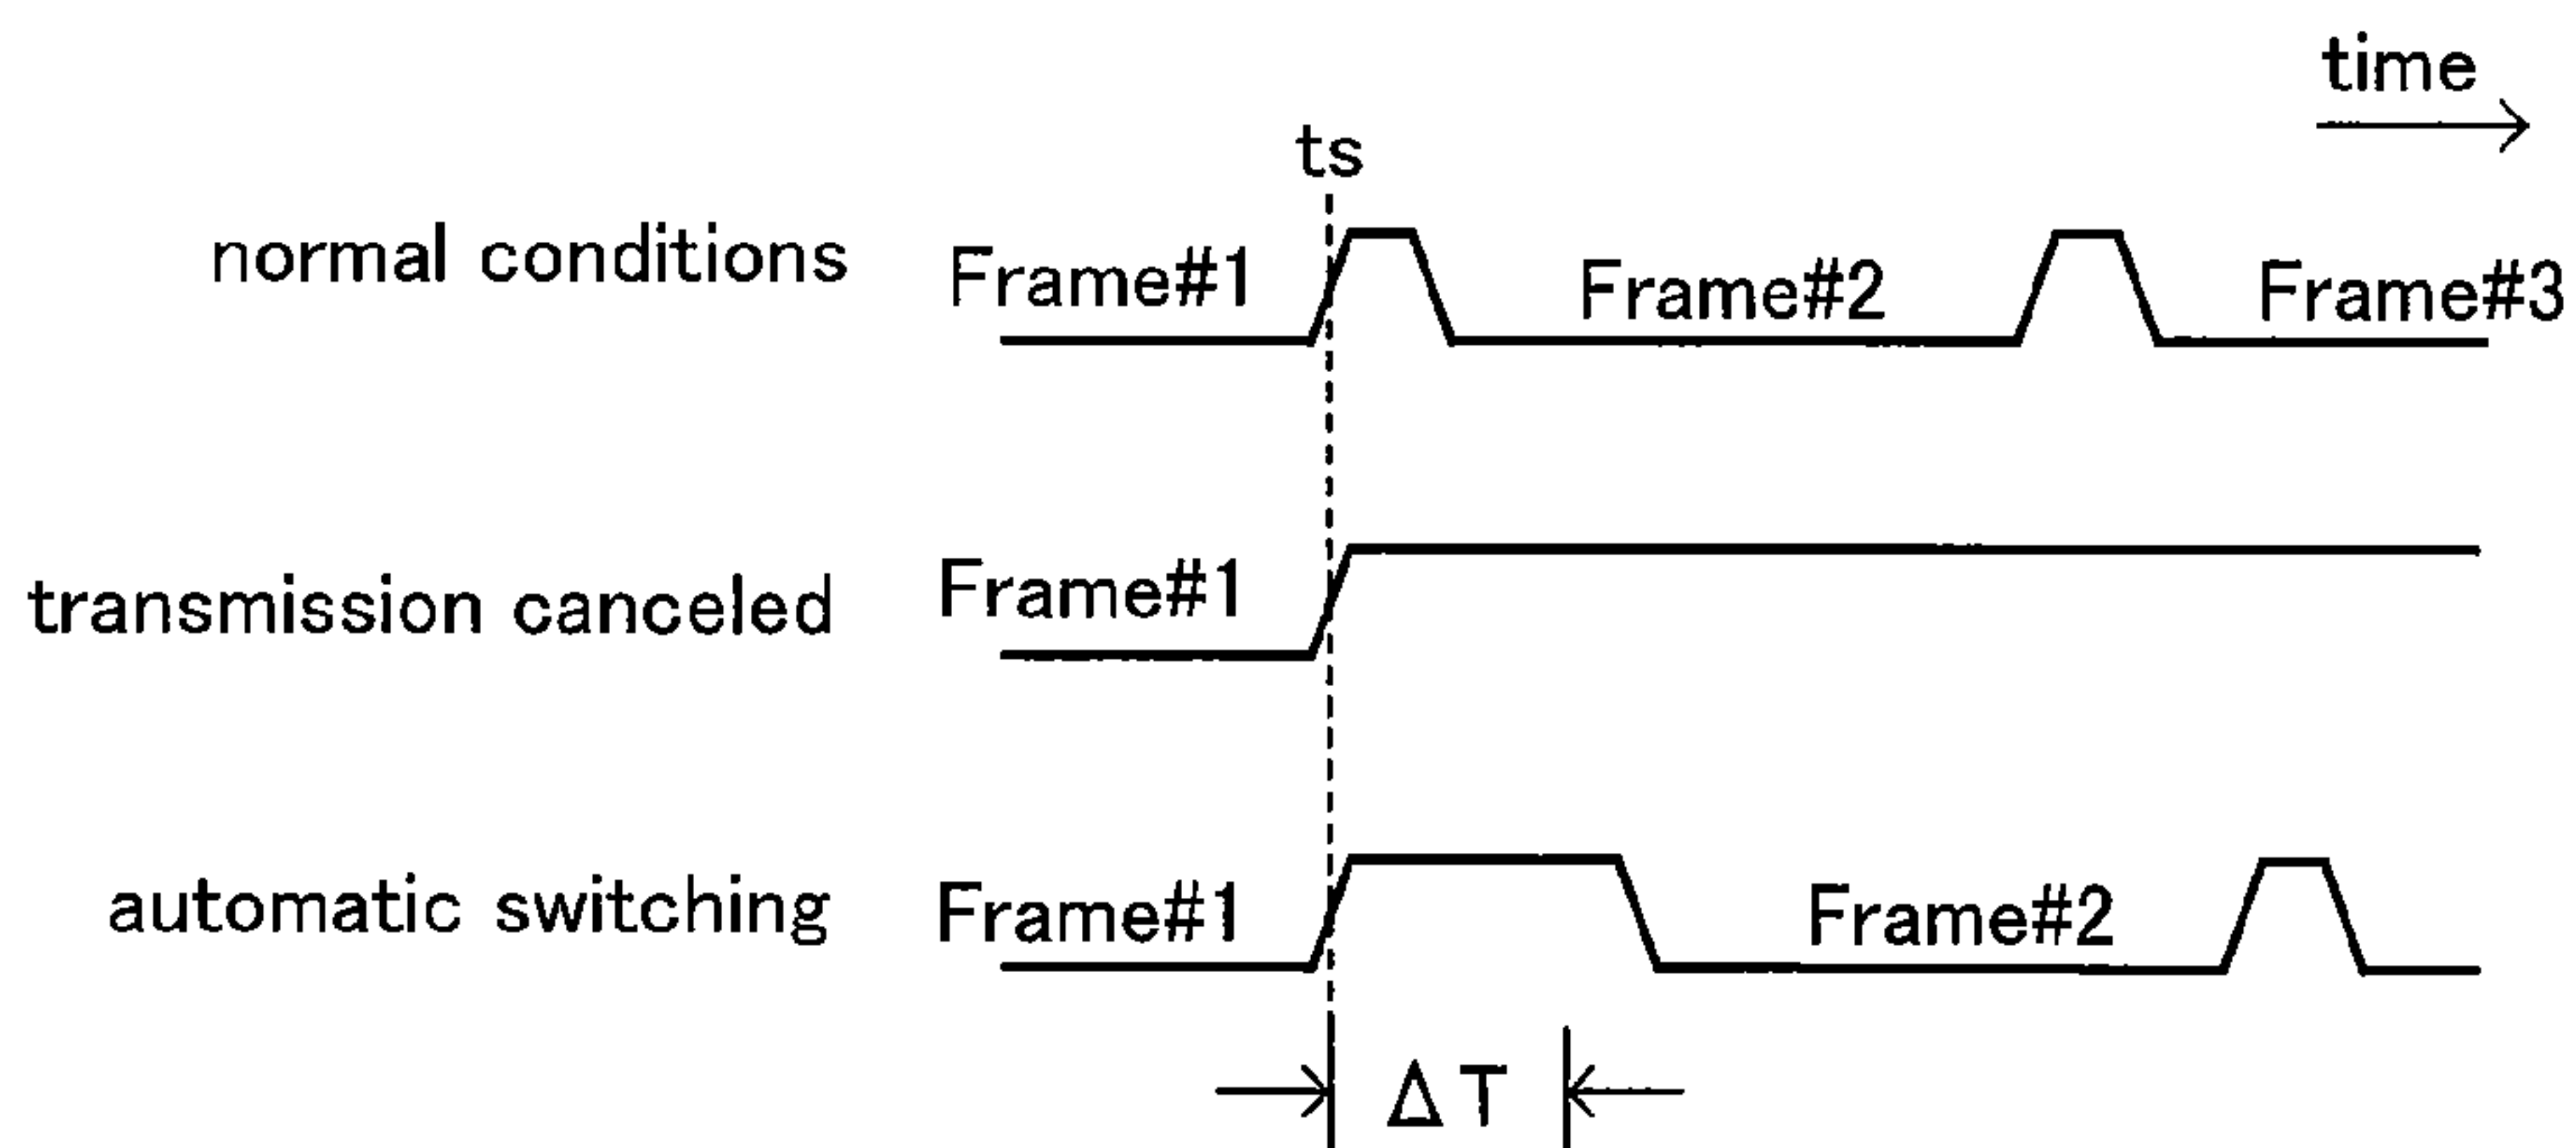 time
ts
normal conditions
Frame#1
Frame#2
Frame#3
transmission canceled
Frame#1
automatic switching
Frame#1
Frame#2
ΔT